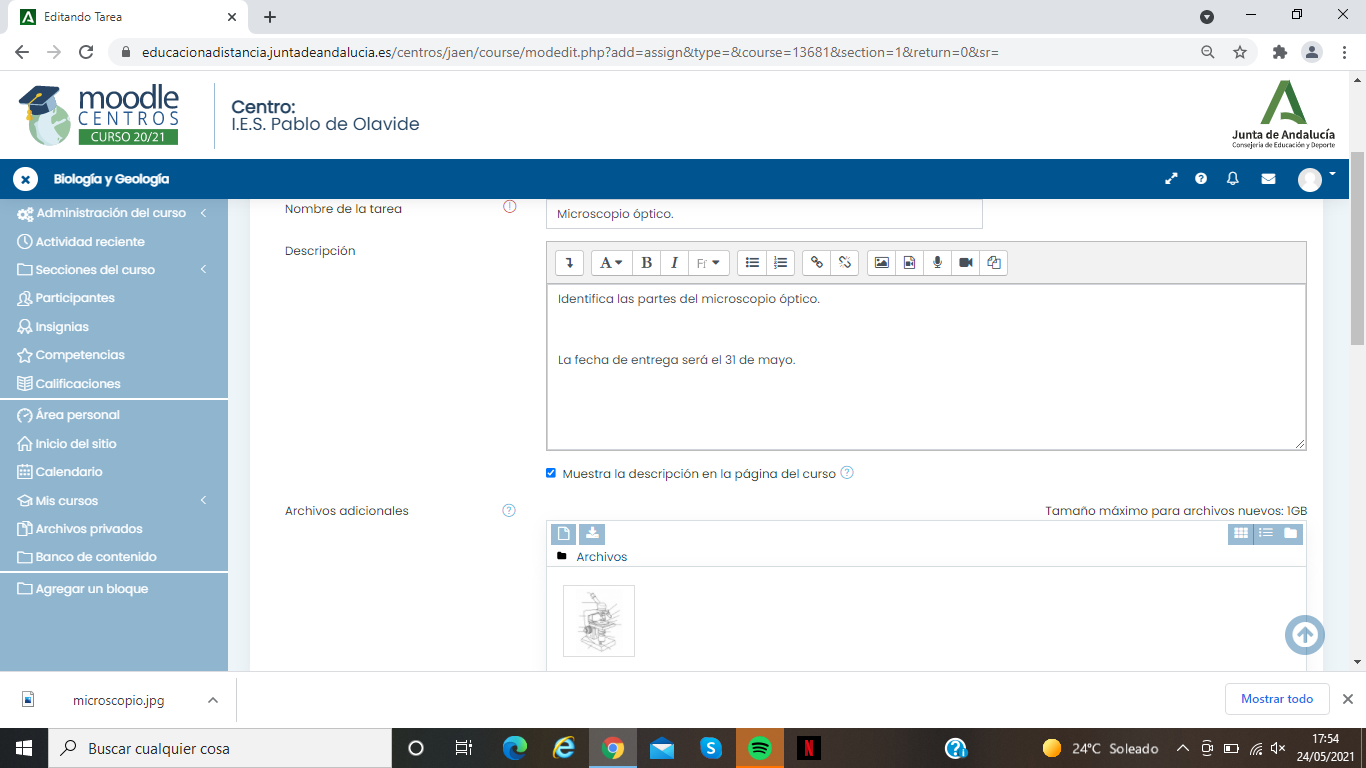 Editando Tarea
educacionadistancia.juntadeandalucia.es/centros/jaen/course/modedit.php?add=assign&type=&course=13681&section=1&return=0&sr=
moodle
CENTROS
CURSO 20/21
Centro:
I.E.S. Pablo de Olavide
Junta de Andalucía
Consejería de Educación y Deporte
Biología y Geología
Administración del curso
Actividad reciente
Secciones del curso
Participantes
Insignias
Competencias
Calificaciones
Área personal
Inicio del sitio
Calendario
Mis cursos
Archivos privados
Banco de contenido
Agregar un bloque
Nombre de la tarea
Microscopio óptico.
Descripción
A B I Fr
Identifica las partes del microscopio óptico.
La fecha de entrega será el 31 de mayo.
Muestra la descripción en la página del curso
Archivos adicionales
Tamaño máximo para archivos nuevos: 1GB
Archivos
microscopio.jpg
Mostrar todo
Buscar cualquier cosa
24°C Soleado
17:54
24/05/2021